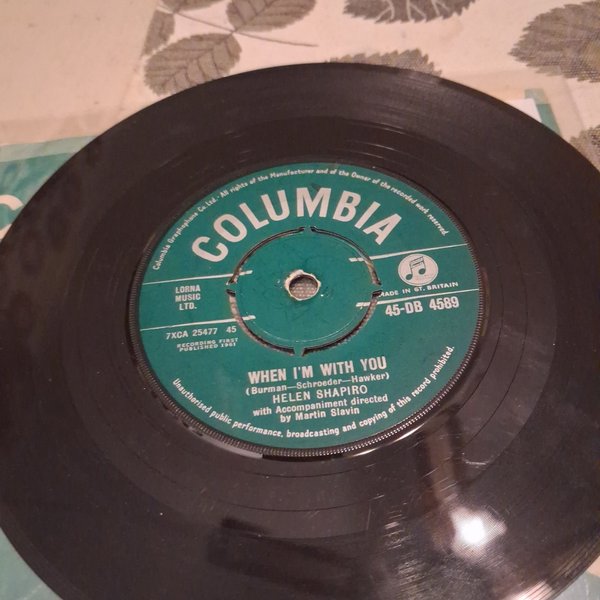 Columbia Graphophone Co. Ltd. · All rights of the Manufacturer and of the Owner of the recorded work reserved.
COLUMBIA
LORNA
MUSIC
LTD.
MADE IN GT. BRITAIN
7XCA 25477 45
45-DB 4589
RECORDING FIRST
PUBLISHED 1961
WHEN I'M WITH YOU
(Burman—Schroeder—Hawker)
HELEN SHAPIRO
with Accompaniment directed
by Martin Slavin
Unauthorised public performance, broadcasting and copying of this record prohibited.